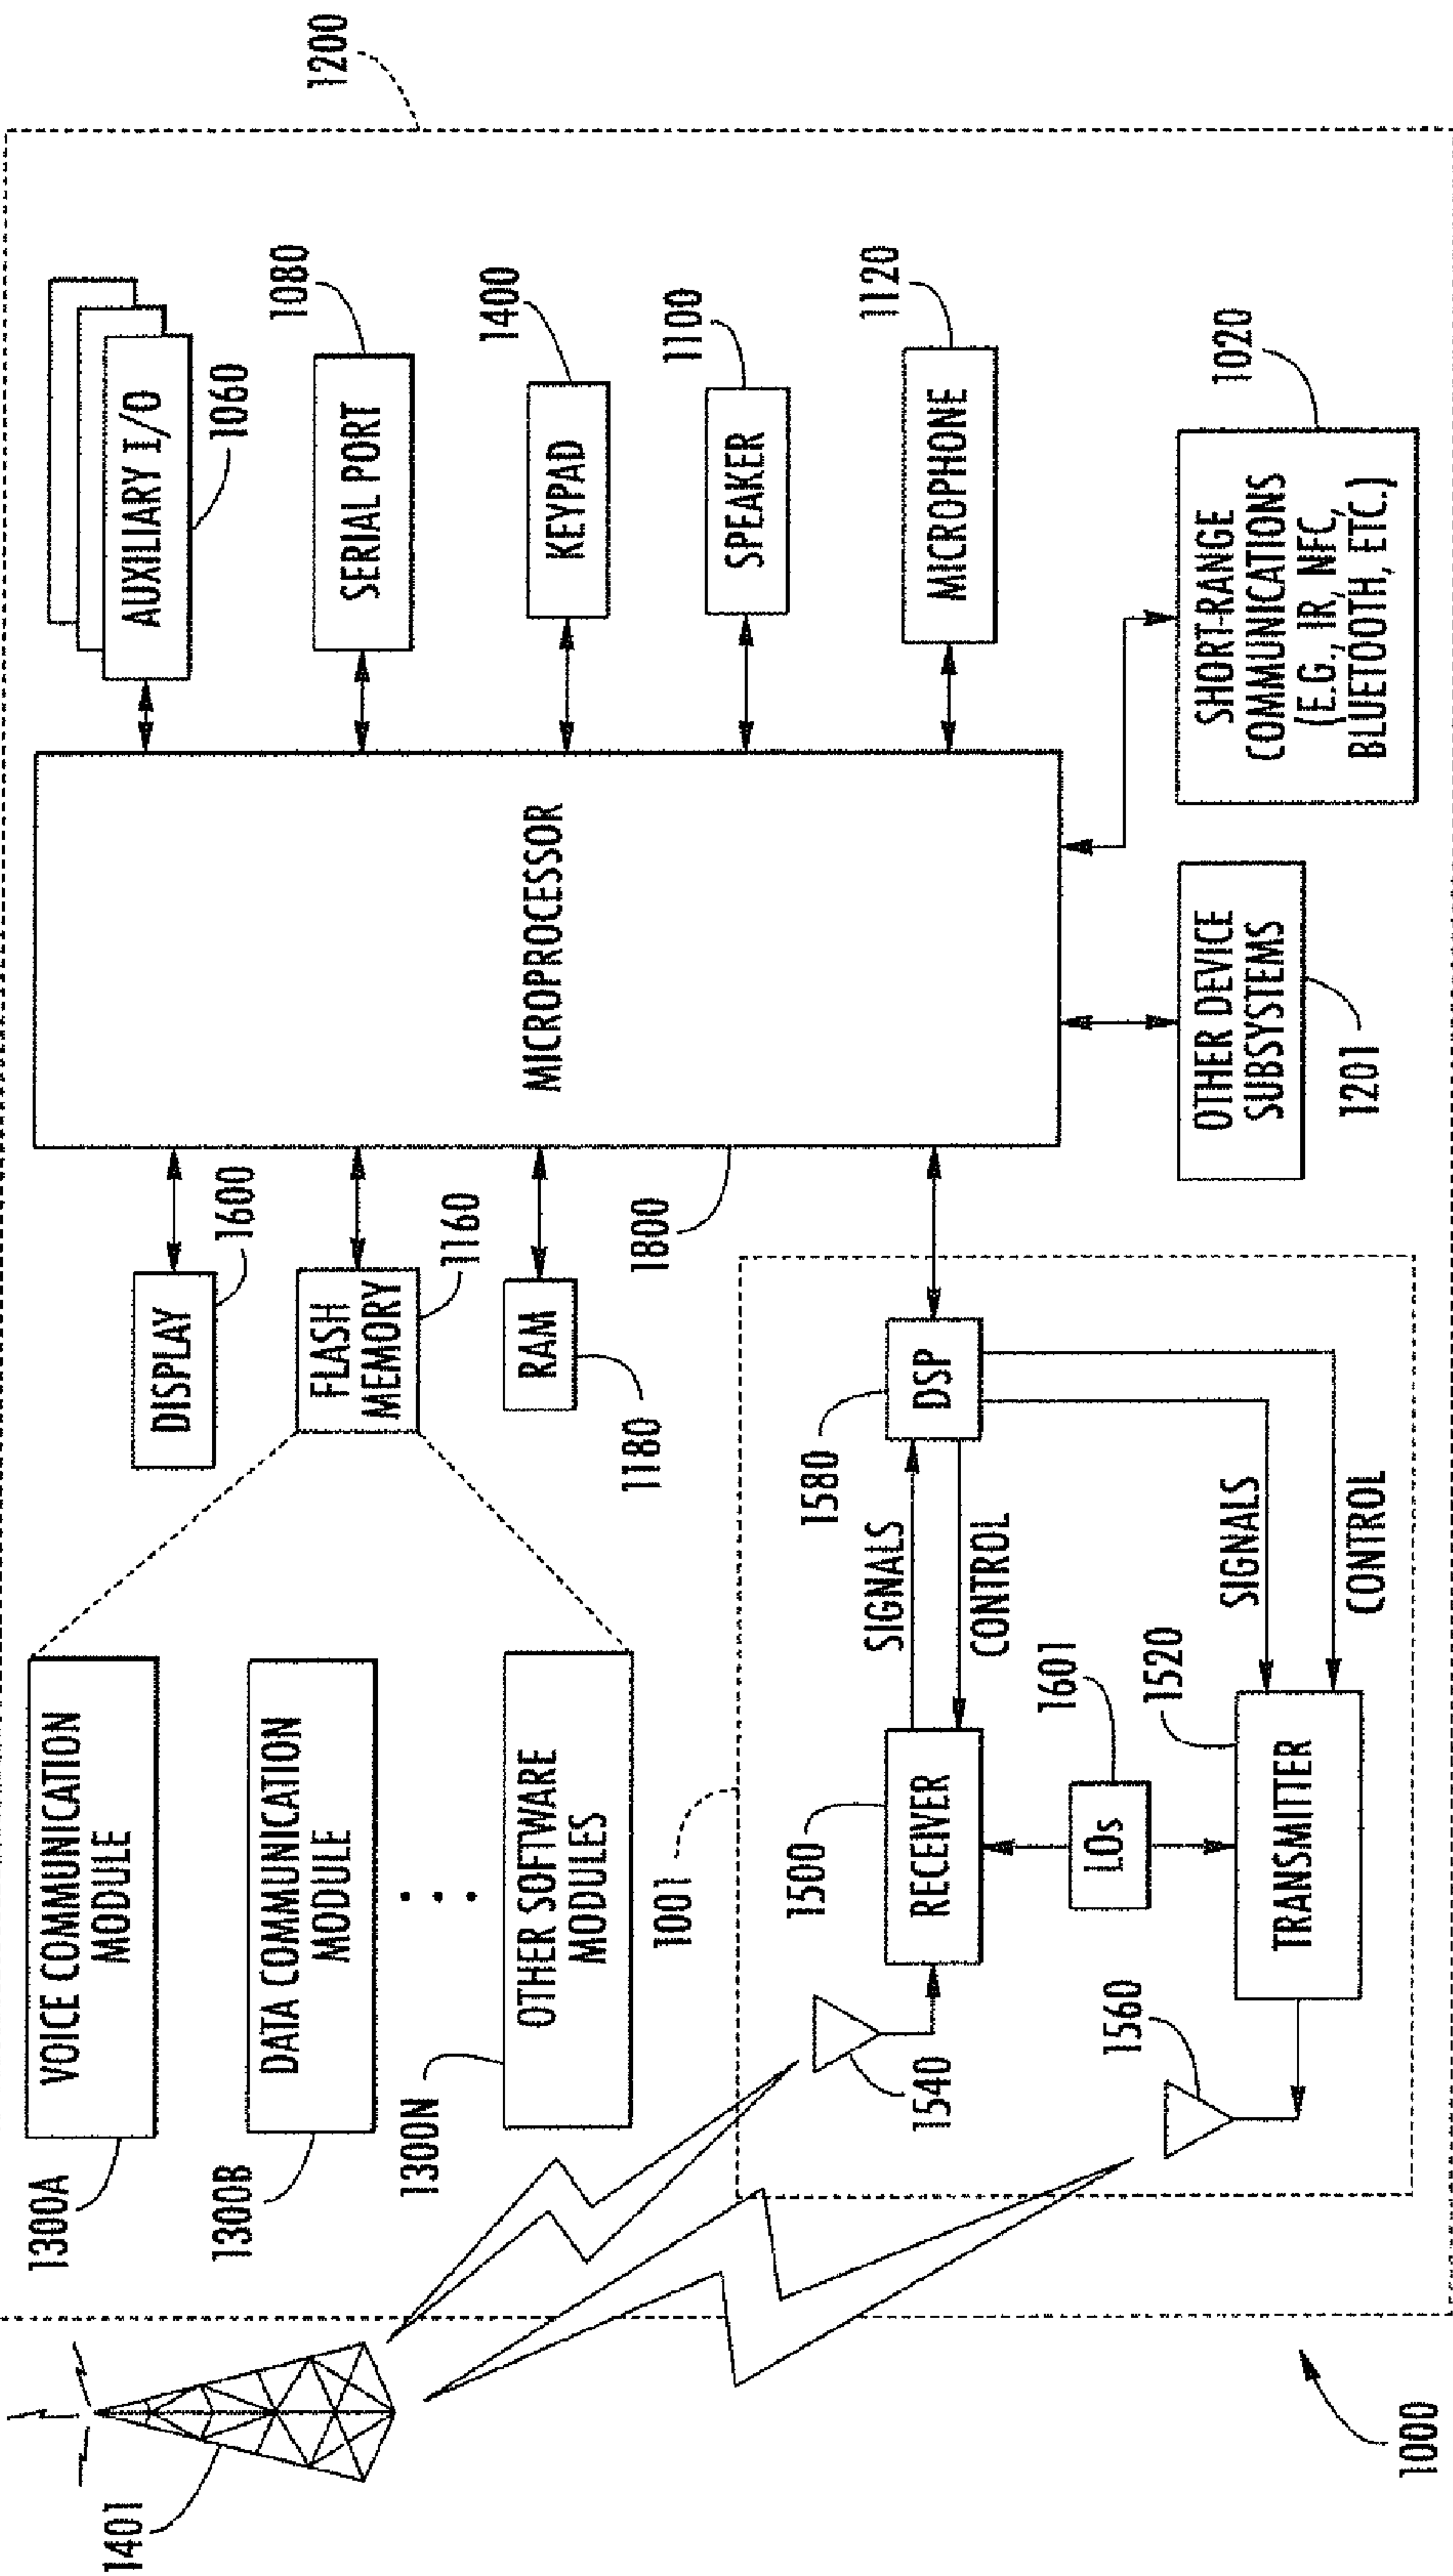 1401
1300A
VOICE COMMUNICATION
MODULE
1300B
DATA COMMUNICATION
MODULE
1300N
OTHER SOFTWARE
MODULES
DISPLAY
1600
FLASH
MEMORY
1160
RAM
1180
MICROPROCESSOR
1800
AUXILIARY I/O
1060
SERIAL PORT
1080
KEYPAD
1400
SPEAKER
1100
MICROPHONE
1120
1200
1001
1500
RECEIVER
1540
SIGNALS
CONTROL
1580
DSP
LOs
1601
1560
TRANSMITTER
1520
SIGNALS
CONTROL
OTHER DEVICE
SUBSYSTEMS
1201
SHORT-RANGE
COMMUNICATIONS
(E.G., IR, NFC,
BLUETOOTH, ETC.)
1020
1000